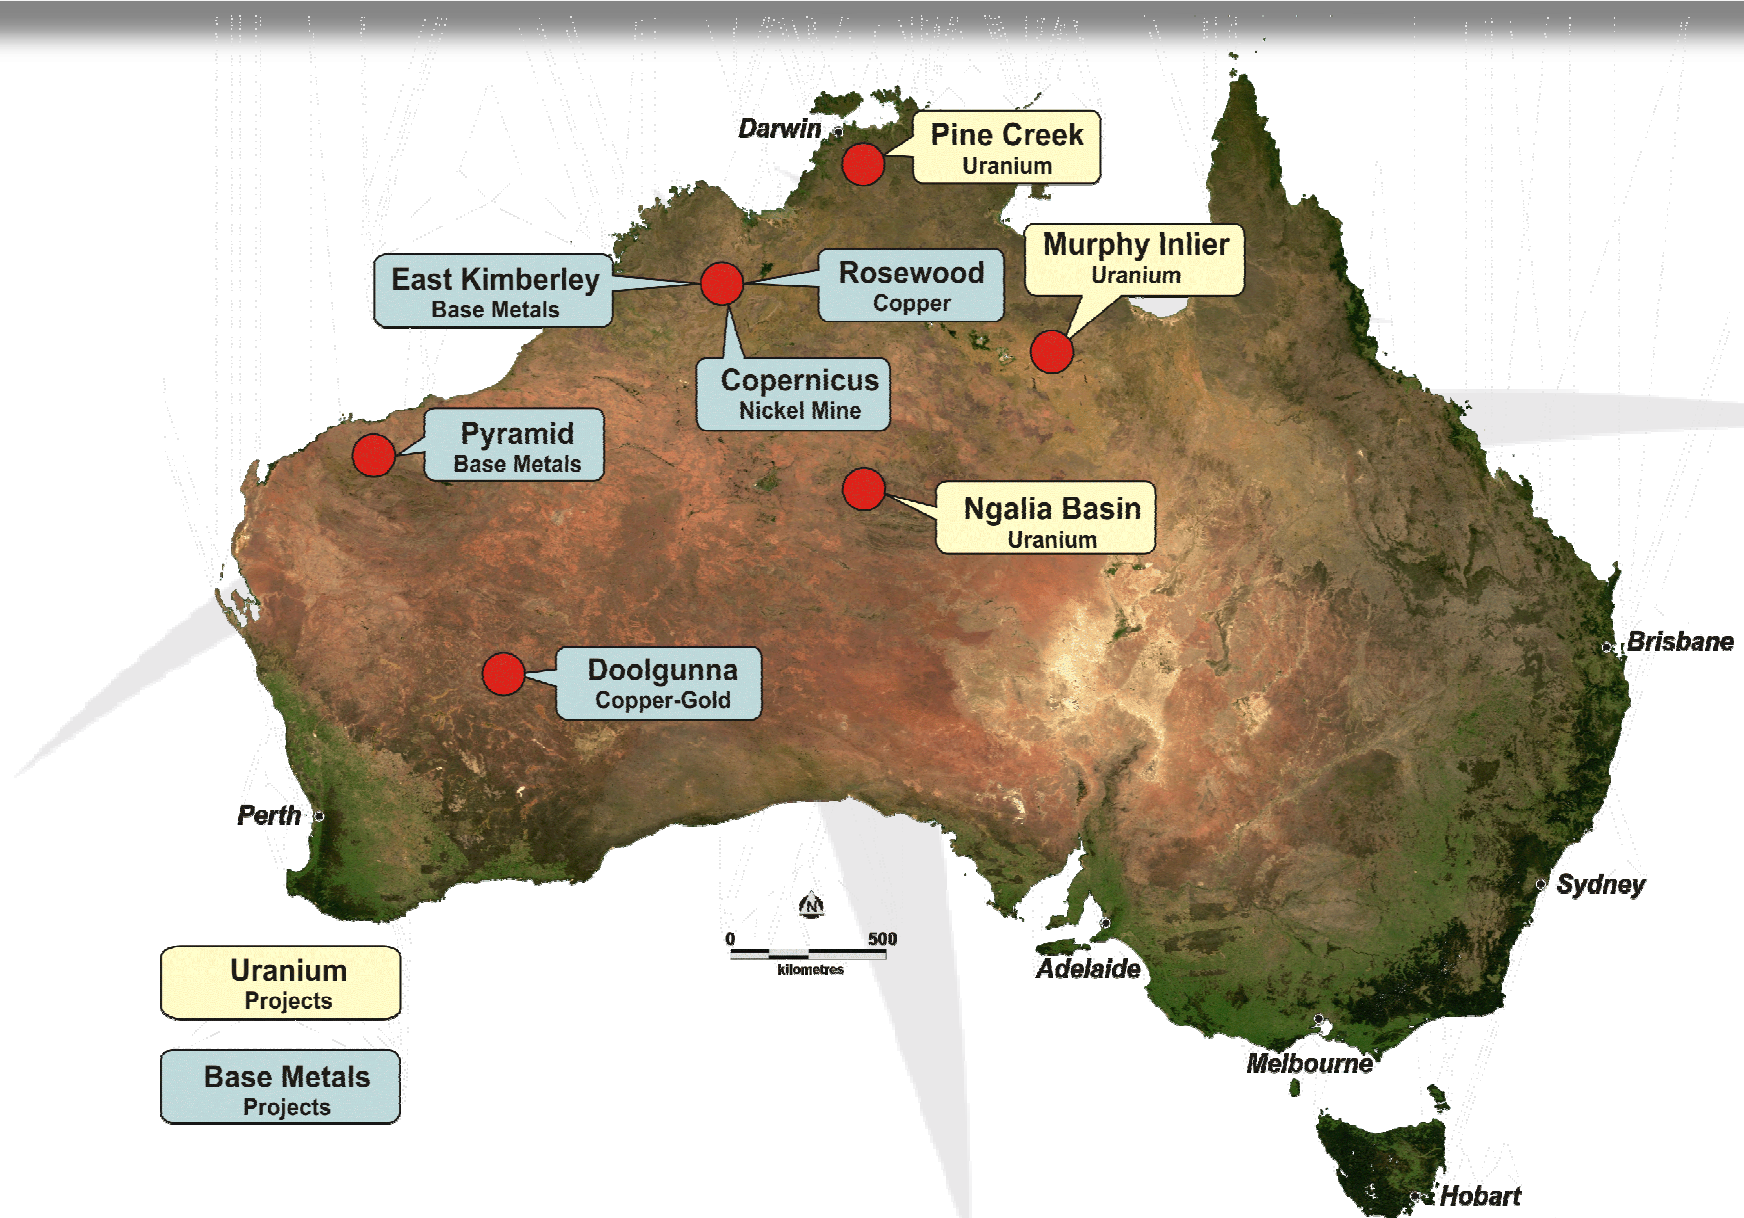 Darwin
Pine Creek
Uranium
Murphy Inlier
Uranium
East Kimberley
Base Metals
Rosewood
Copper
Copernicus
Nickel Mine
Pyramid
Base Metals
Ngalia Basin
Uranium
Brisbane
Doolgunna
Copper-Gold
Perth
Sydney
N
0 500
kilometres
Adelaide
Uranium
Projects
Melbourne
Base Metals
Projects
Hobart